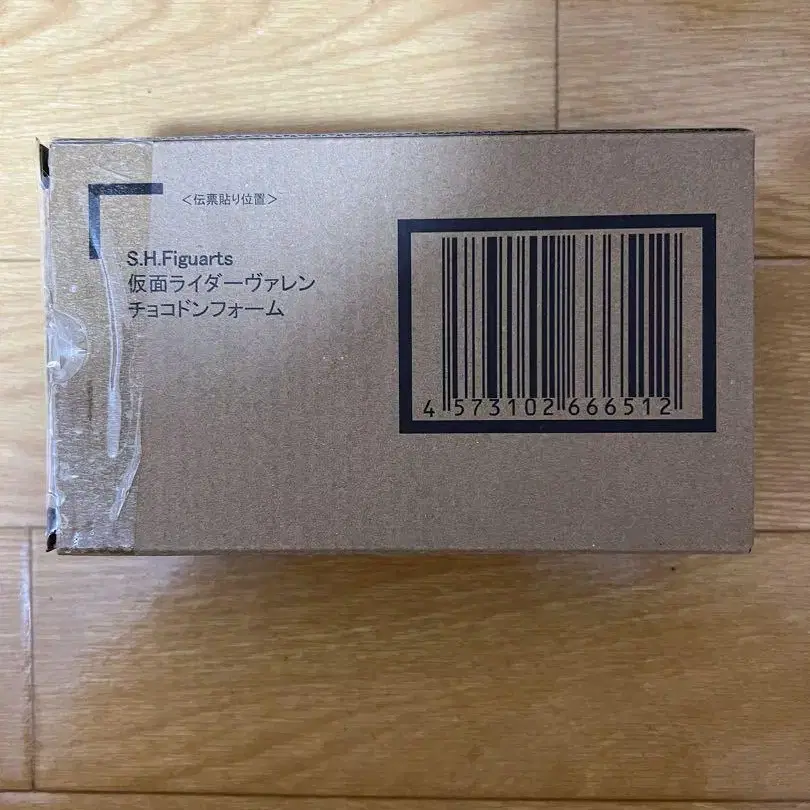 ＜伝票貼り位置＞
S.H.Figuarts
仮面ライダーヴァレン
チョコドンフォーム
4 573102 666512